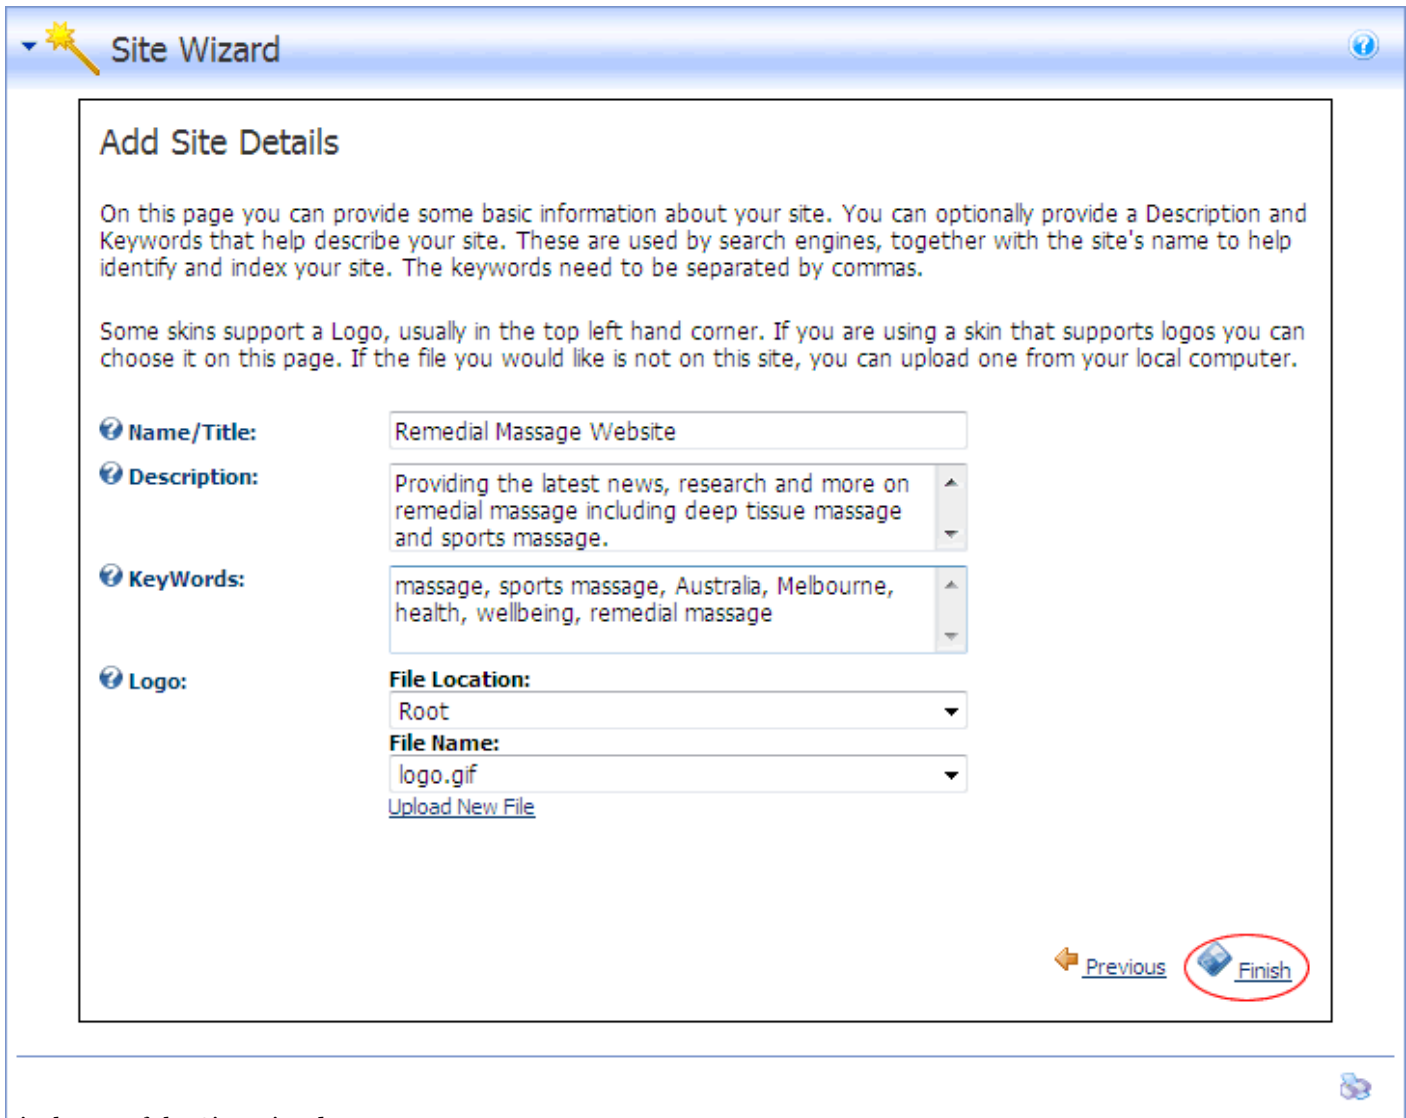 Site Wizard
Add Site Details
On this page you can provide some basic information about your site. You can optionally provide a Description and
Keywords that help describe your site. These are used by search engines, together with the site's name to help
identify and index your site. The keywords need to be separated by commas.
Some skins support a Logo, usually in the top left hand corner. If you are using a skin that supports logos you can
choose it on this page. If the file you would like is not on this site, you can upload one from your local computer.
Name/Title:
Remedial Massage Website
Description:
Providing the latest news, research and more on
remedial massage including deep tissue massage
and sports massage.
KeyWords:
massage, sports massage, Australia, Melbourne,
health, wellbeing, remedial massage
Logo:
File Location:
Root
File Name:
logo.gif
Upload New File
Previous
Finish